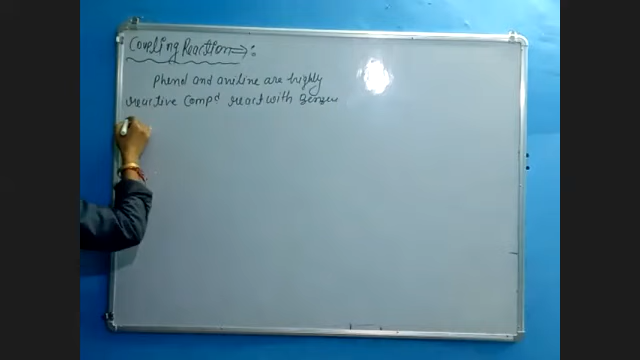 Coupling Reaction ⇒:
Phenol and aniline are highly
reactive Compd react with Benzen